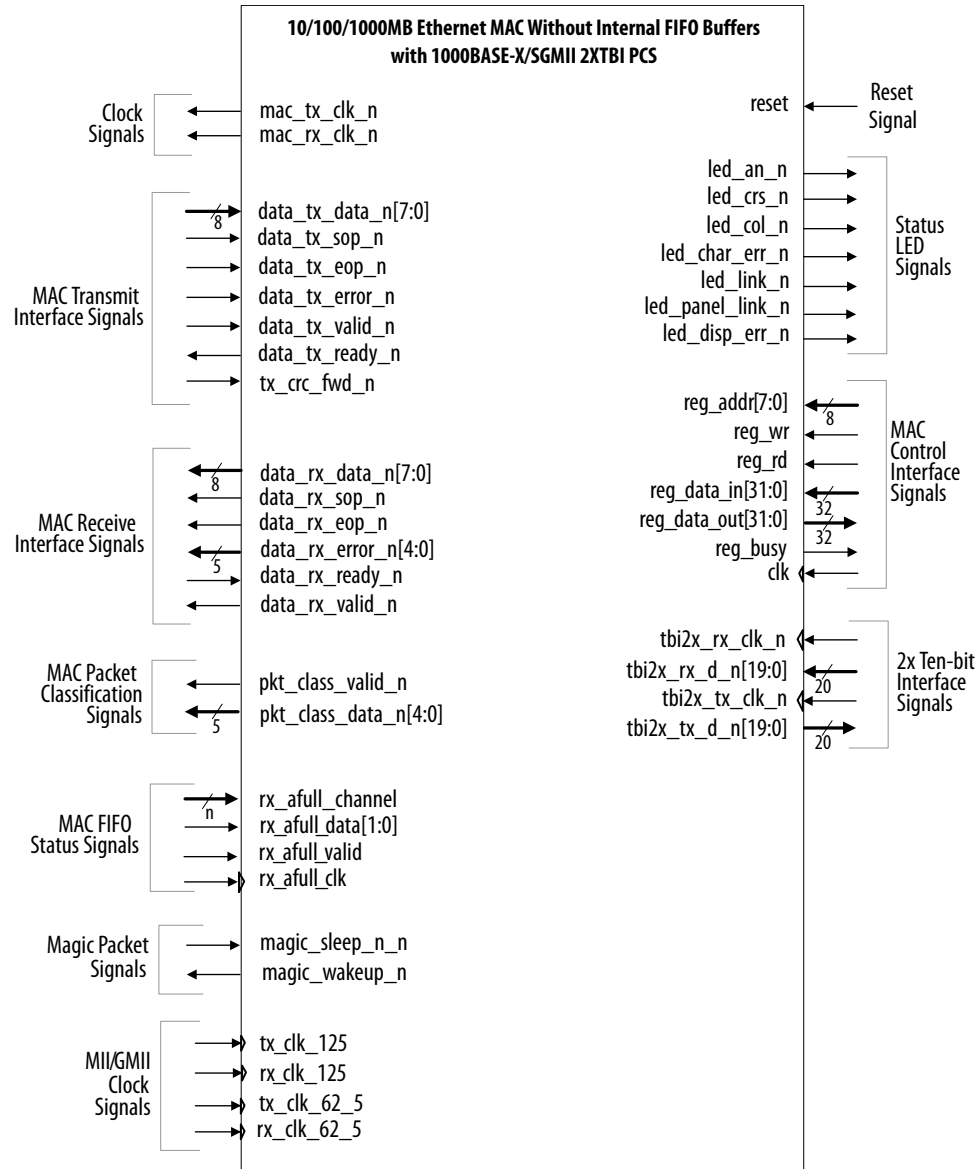 10/100/1000MB Ethernet MAC Without Internal FIFO Buffers
with 1000BASE-X/SGMII 2XTBI PCS
Clock
Signals
mac_tx_clk_n
mac_rx_clk_n
MAC Transmit
Interface Signals
8
data_tx_data_n[7:0]
data_tx_sop_n
data_tx_eop_n
data_tx_error_n
data_tx_valid_n
data_tx_ready_n
tx_crc_fwd_n
MAC Receive
Interface Signals
8
data_rx_data_n[7:0]
data_rx_sop_n
data_rx_eop_n
5
data_rx_error_n[4:0]
data_rx_ready_n
data_rx_valid_n
MAC Packet
Classification
Signals
pkt_class_valid_n
5
pkt_class_data_n[4:0]
MAC FIFO
Status Signals
n
rx_afull_channel
rx_afull_data[1:0]
rx_afull_valid
rx_afull_clk
Magic Packet
Signals
magic_sleep_n_n
magic_wakeup_n
MII/GMII
Clock
Signals
tx_clk_125
rx_clk_125
tx_clk_62_5
rx_clk_62_5
reset
Reset
Signal
led_an_n
led_crs_n
led_col_n
led_char_err_n
led_link_n
led_panel_link_n
led_disp_err_n
Status
LED
Signals
reg_addr[7:0]
8
reg_wr
reg_rd
reg_data_in[31:0]
32
reg_data_out[31:0]
32
reg_busy
clk
MAC
Control
Interface
Signals
tbi2x_rx_clk_n
tbi2x_rx_d_n[19:0]
20
tbi2x_tx_clk_n
tbi2x_tx_d_n[19:0]
20
2x Ten-bit
Interface
Signals